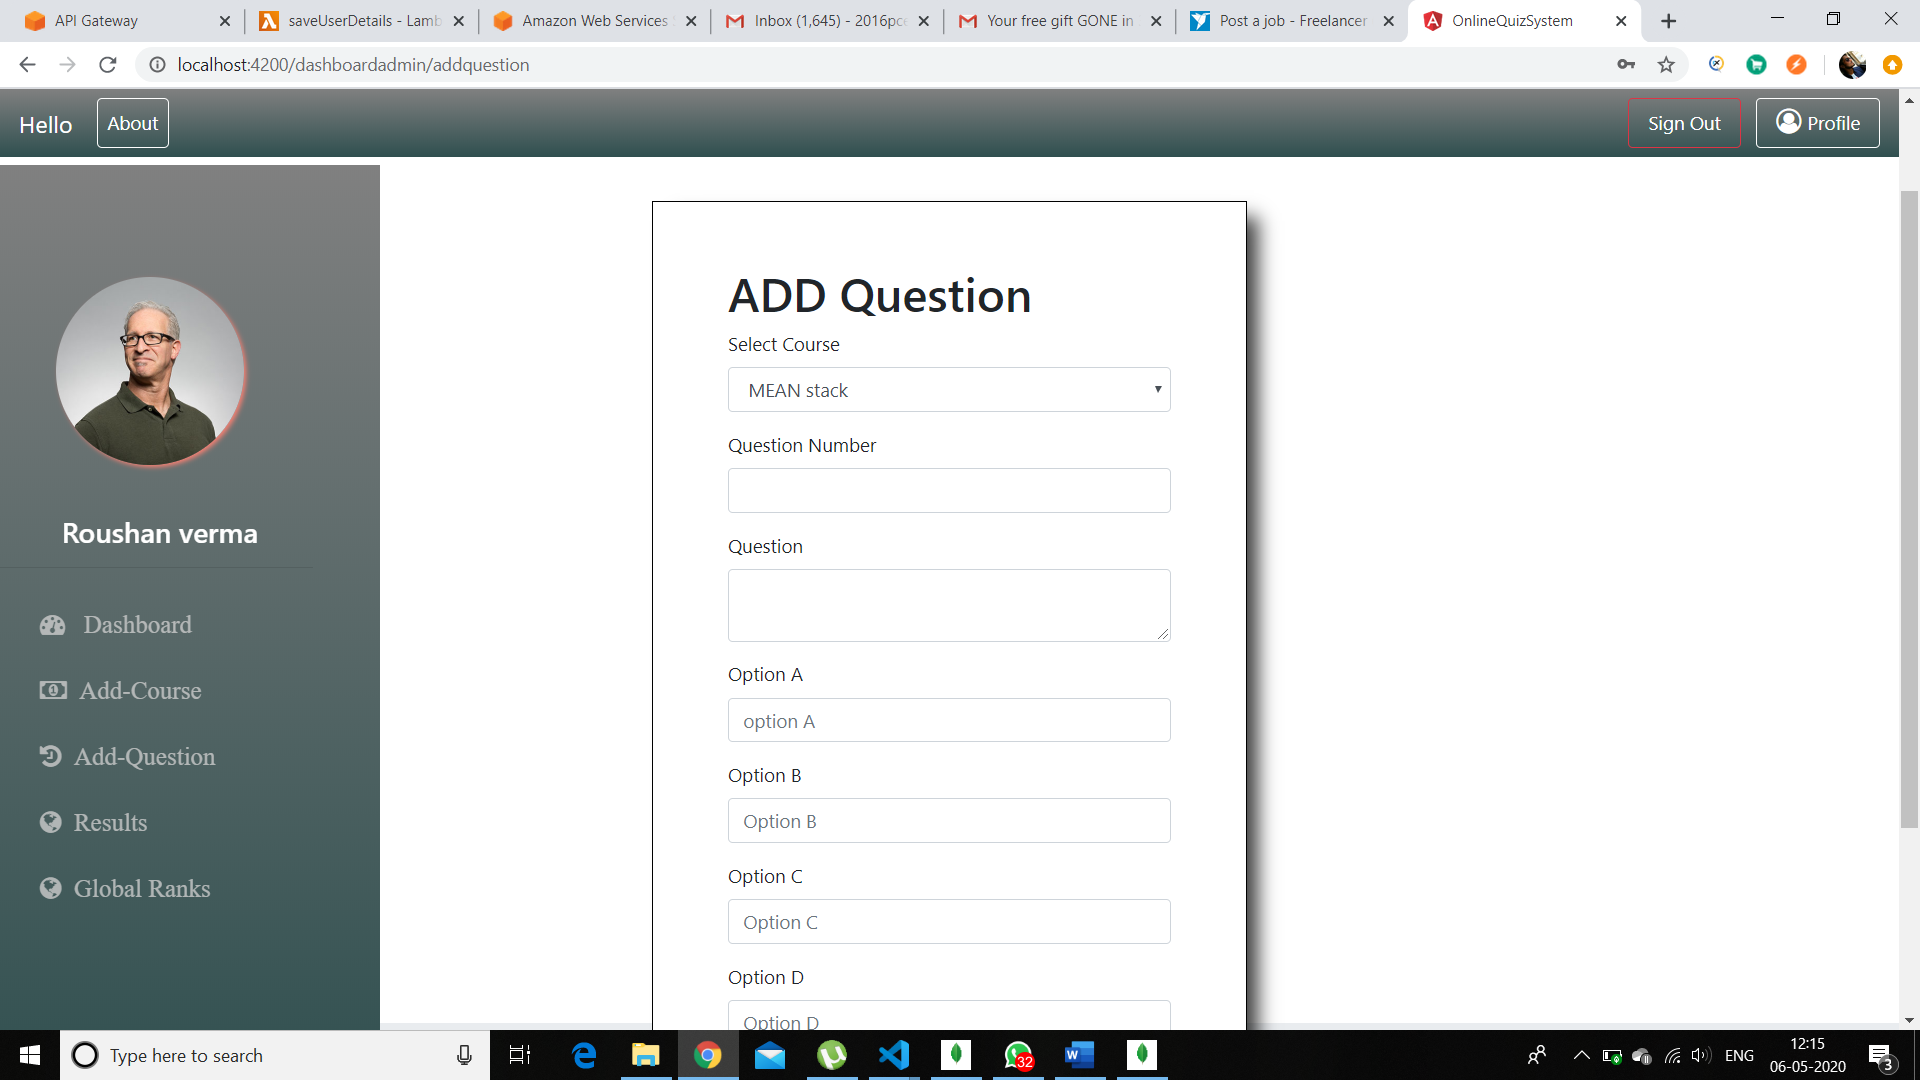 API Gateway
saveUserDetails - Lamb
Amazon Web Services
Inbox (1,645) - 2016pce
Your free gift GONE in
Post a job - Freelancer
OnlineQuizSystem
localhost:4200/dashboardadmin/addquestion
Hello
About
Sign Out
Profile
Roushan verma
Dashboard
Add-Course
Add-Question
Results
Global Ranks
ADD Question
Select Course
MEAN stack
Question Number
Question
Option A
option A
Option B
Option B
Option C
Option C
Option D
Option D
Type here to search
32
ENG
12:15
06-05-2020
3